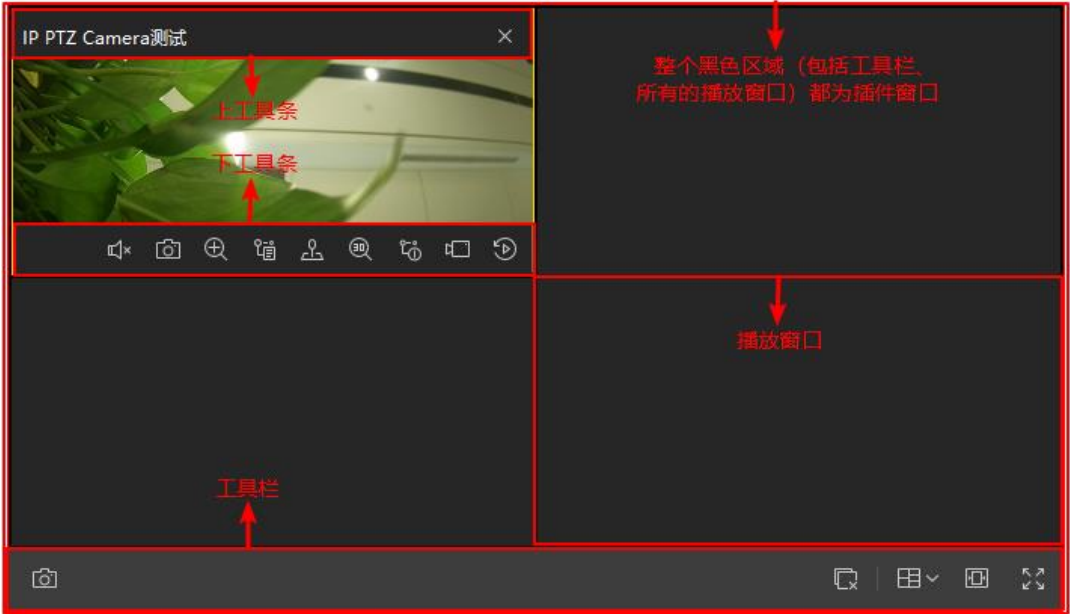 IP PTZ Camera测试
整个黑色区域（包括工具栏、
所有的播放窗口）都为插件窗口
上工具条
下工具条
3D
播放窗口
工具栏